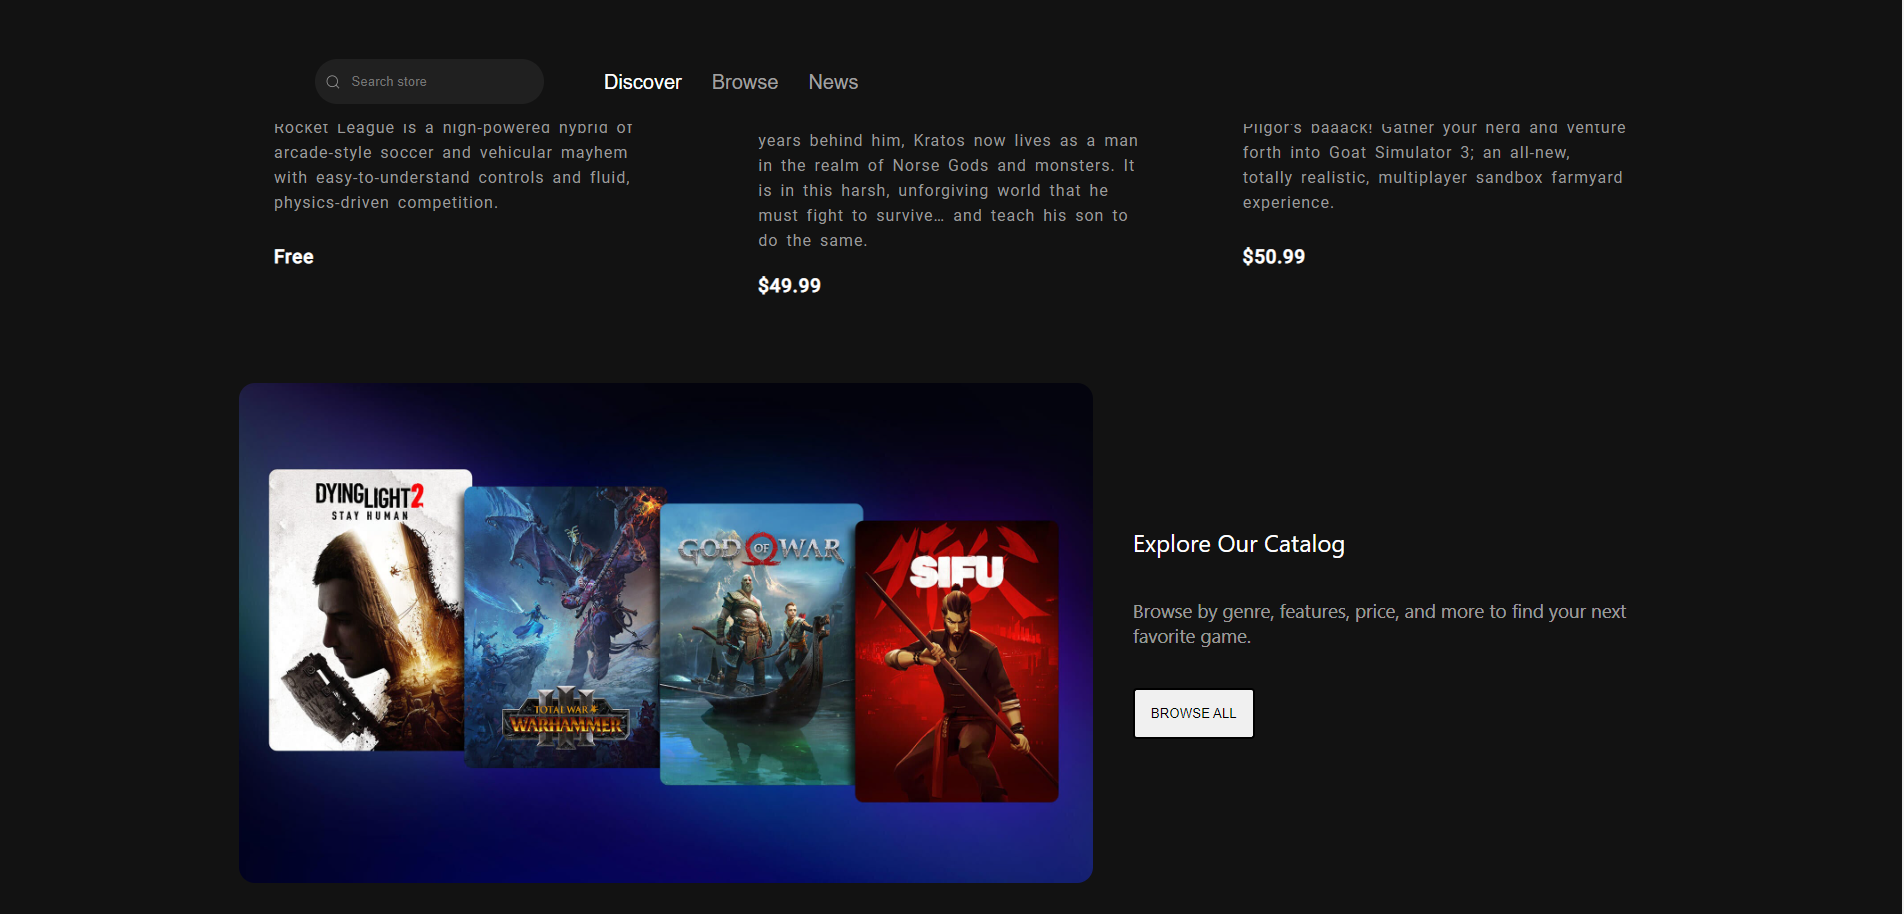 Search store
Discover
Browse
News
Rocket League is a high-powered hybrid of
arcade-style soccer and vehicular mayhem
with easy-to-understand controls and fluid,
physics-driven competition.
Free
years behind him, Kratos now lives as a man
in the realm of Norse Gods and monsters. It
is in this harsh, unforgiving world that he
must fight to survive… and teach his son to
do the same.
$49.99
Pilgor's baaack! Gather your herd and venture
forth into Goat Simulator 3; an all-new,
totally realistic, multiplayer sandbox farmyard
experience.
$50.99
DYING LIGHT 2
STAY HUMAN
TOTAL WAR
WARHAMMER
III
GOD OF WAR
SIFU
Explore Our Catalog
Browse by genre, features, price, and more to find your next
favorite game.
BROWSE ALL